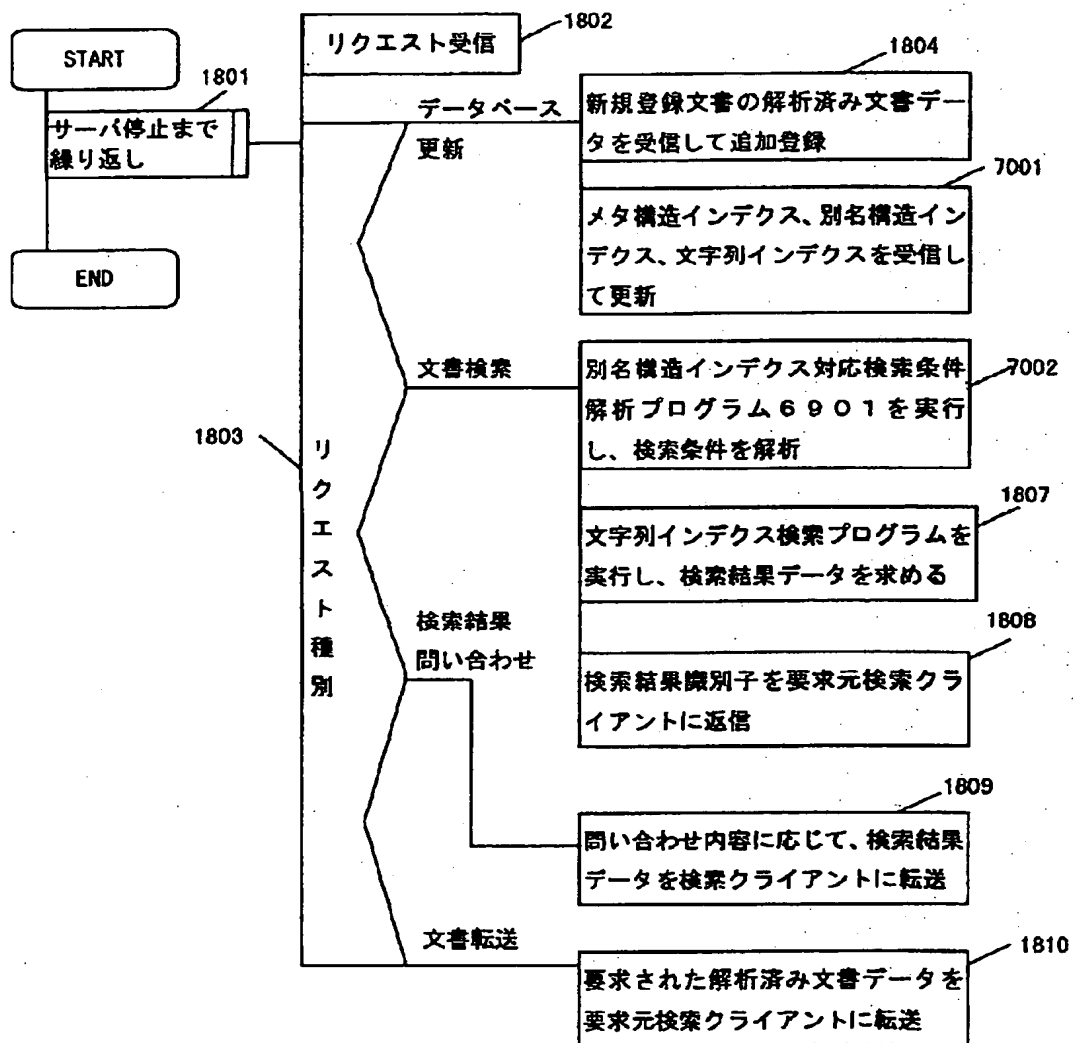 START
1801
サーバ停止まで
繰り返し
END
リクエスト受信
1802
1803
リクエスト種別
データベース
更新
1804
新規登録文書の解析済み文書デー
タを受信して追加登録
7001
メタ構造インデクス、別名構造イン
デクス、文字列インデクスを受信し
て更新
文書検索
7002
別名構造インデクス対応検索条件
解析プログラム6901を実行
し、検索条件を解析
1807
文字列インデクス検索プログラムを
実行し、検索結果データを求める
1808
検索結果識別子を要求元検索クラ
イアントに返信
検索結果
問い合わせ
1809
問い合わせ内容に応じて、検索結果
データを検索クライアントに転送
文書転送
1810
要求された解析済み文書データを
要求元検索クライアントに転送